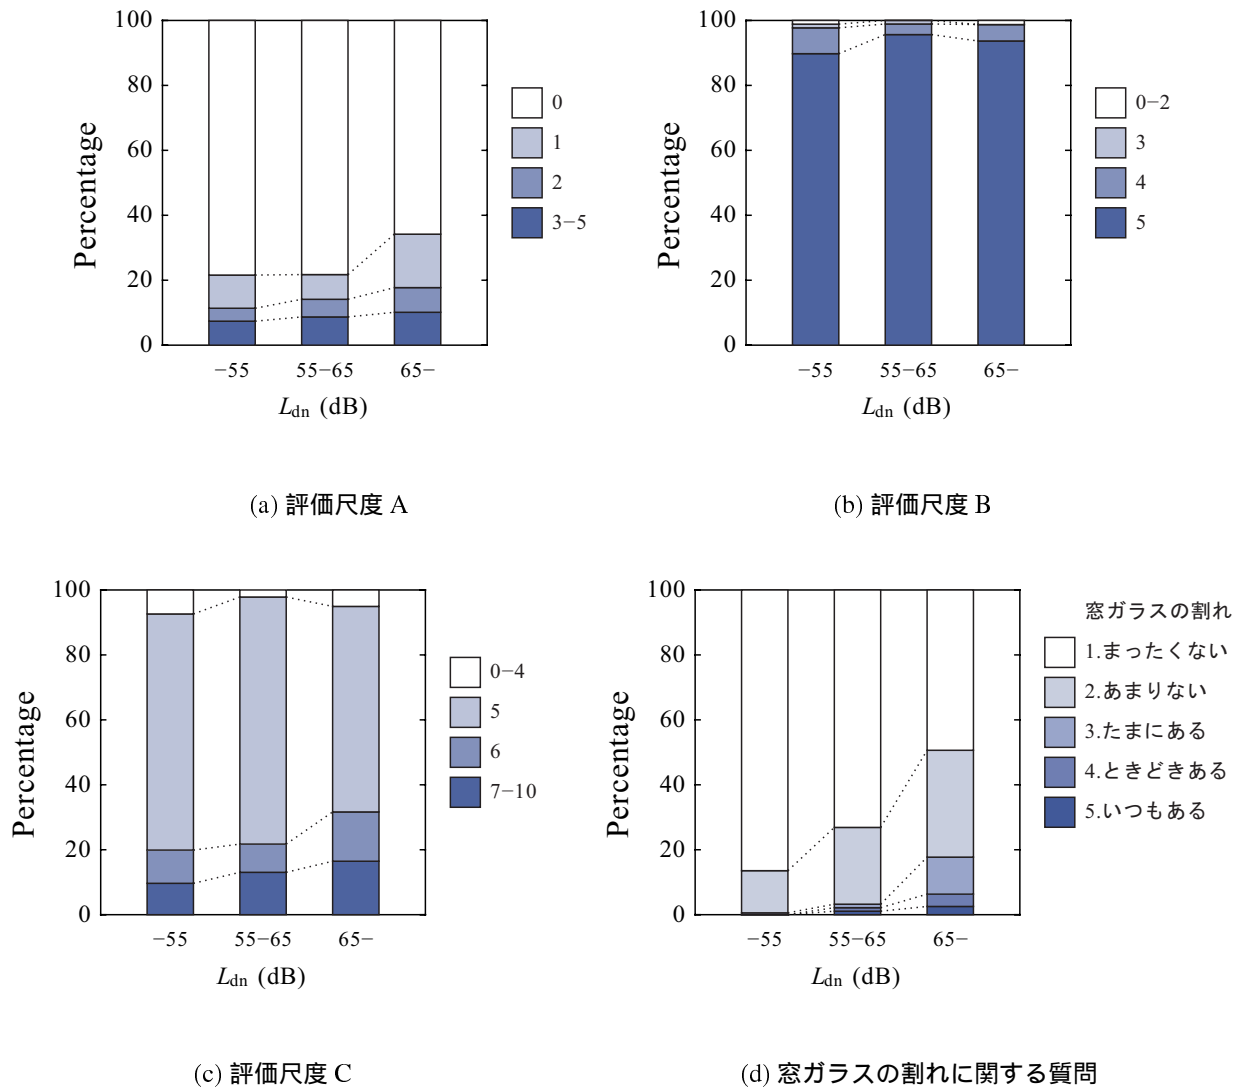 100
80
60
40
20
0
Percentage
−55 55−65 65−
Ldn (dB)
0
1
2
3−5
(a) 評価尺度 A
100
80
60
40
20
0
Percentage
−55 55−65 65−
Ldn (dB)
0−2
3
4
5
(b) 評価尺度 B
100
80
60
40
20
0
Percentage
−55 55−65 65−
Ldn (dB)
0−4
5
6
7−10
(c) 評価尺度 C
100
80
60
40
20
0
Percentage
−55 55−65 65−
Ldn (dB)
窓ガラスの割れ
1.まったくない
2.あまりない
3.たまにある
4.ときどきある
5.いつもある
(d) 窓ガラスの割れに関する質問